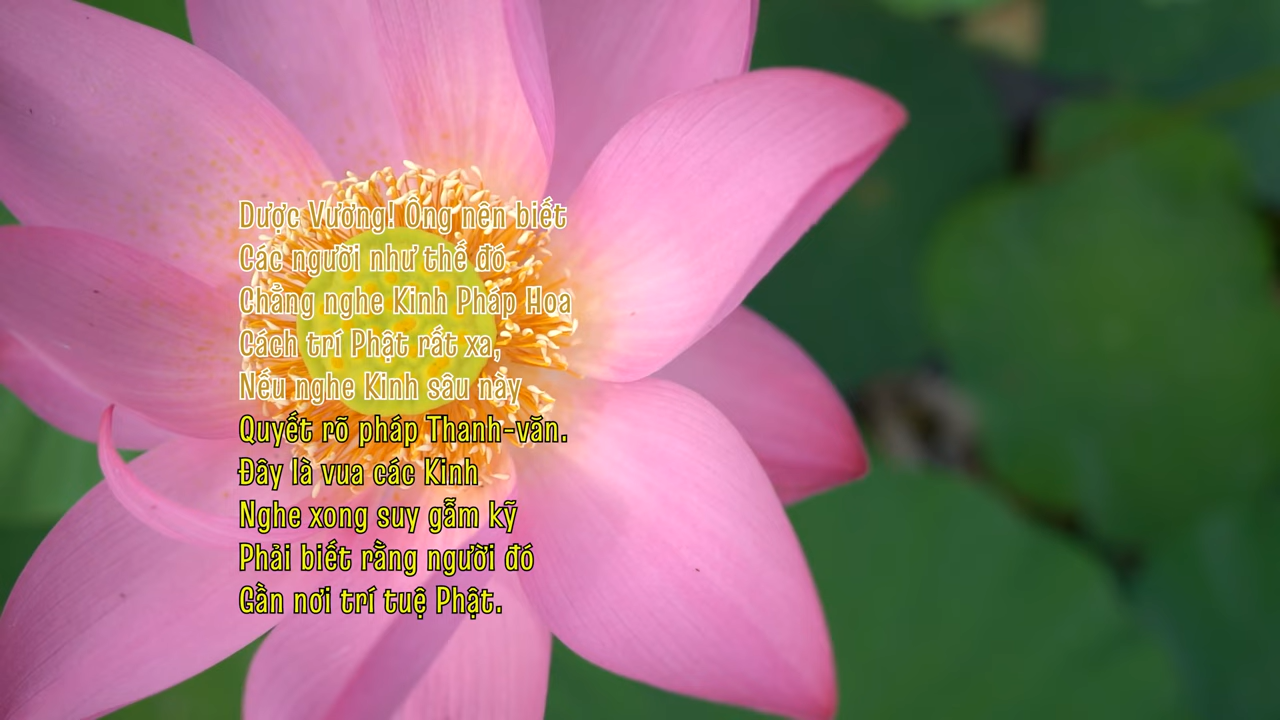 Dược Vương! Ông nên biết
Các người như thế đó
Chẳng nghe Kinh Pháp Hoa
Cách trí Phật rất xa,
Nếu nghe Kinh sâu này
Quyết rõ pháp Thanh-văn.
Đây là vua các Kinh
Nghe xong suy gẫm kỹ
Phải biết rằng người đó
Gần nơi trí tuệ Phật.